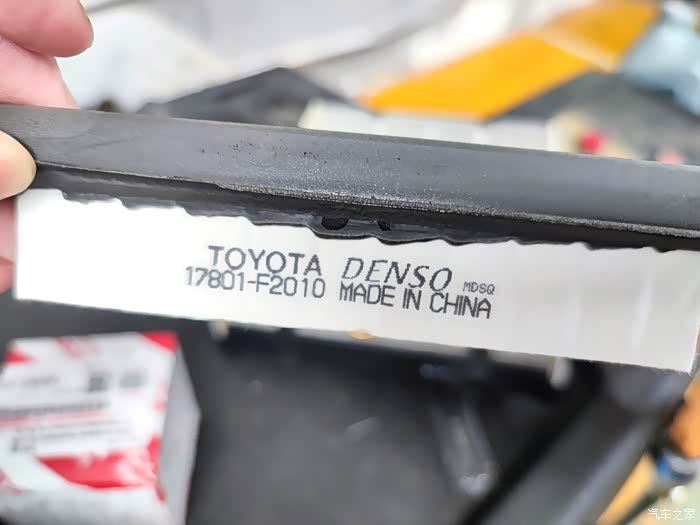 TOYOTA DENSO MDSQ
17801-F2010 MADE IN CHINA
汽车之家